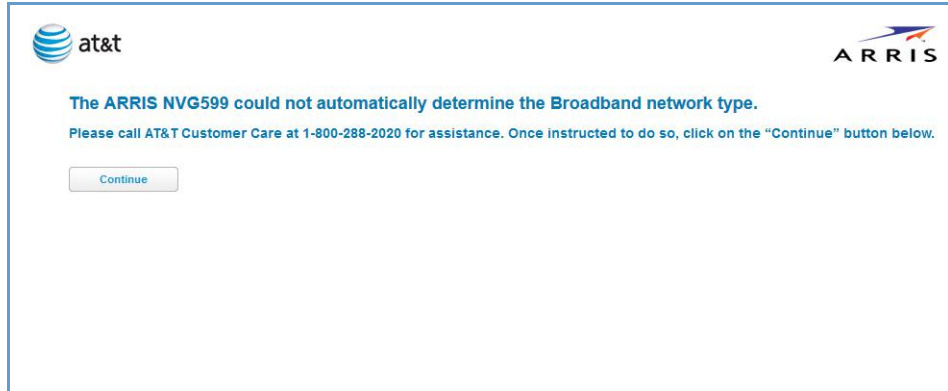 at&t
ARRIS
The ARRIS NVG599 could not automatically determine the Broadband network type.
Please call AT&T Customer Care at 1-800-288-2020 for assistance. Once instructed to do so, click on the “Continue” button below.
Continue